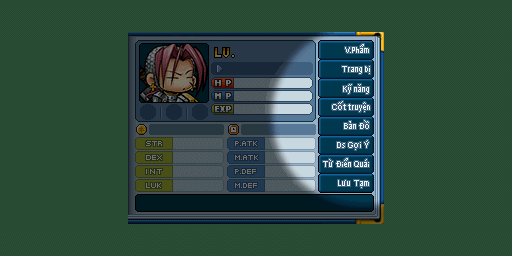 LV.
HP
MP
EXP
STR
DEX
INT
LUK
P.ATK
M.ATK
P.DEF
M.DEF
V.Phẩm
Trang bị
Kỹ năng
Cốt truyện
Bản Đồ
Ds Gợi Ý
Từ Điển Quái
Lưu Tạm